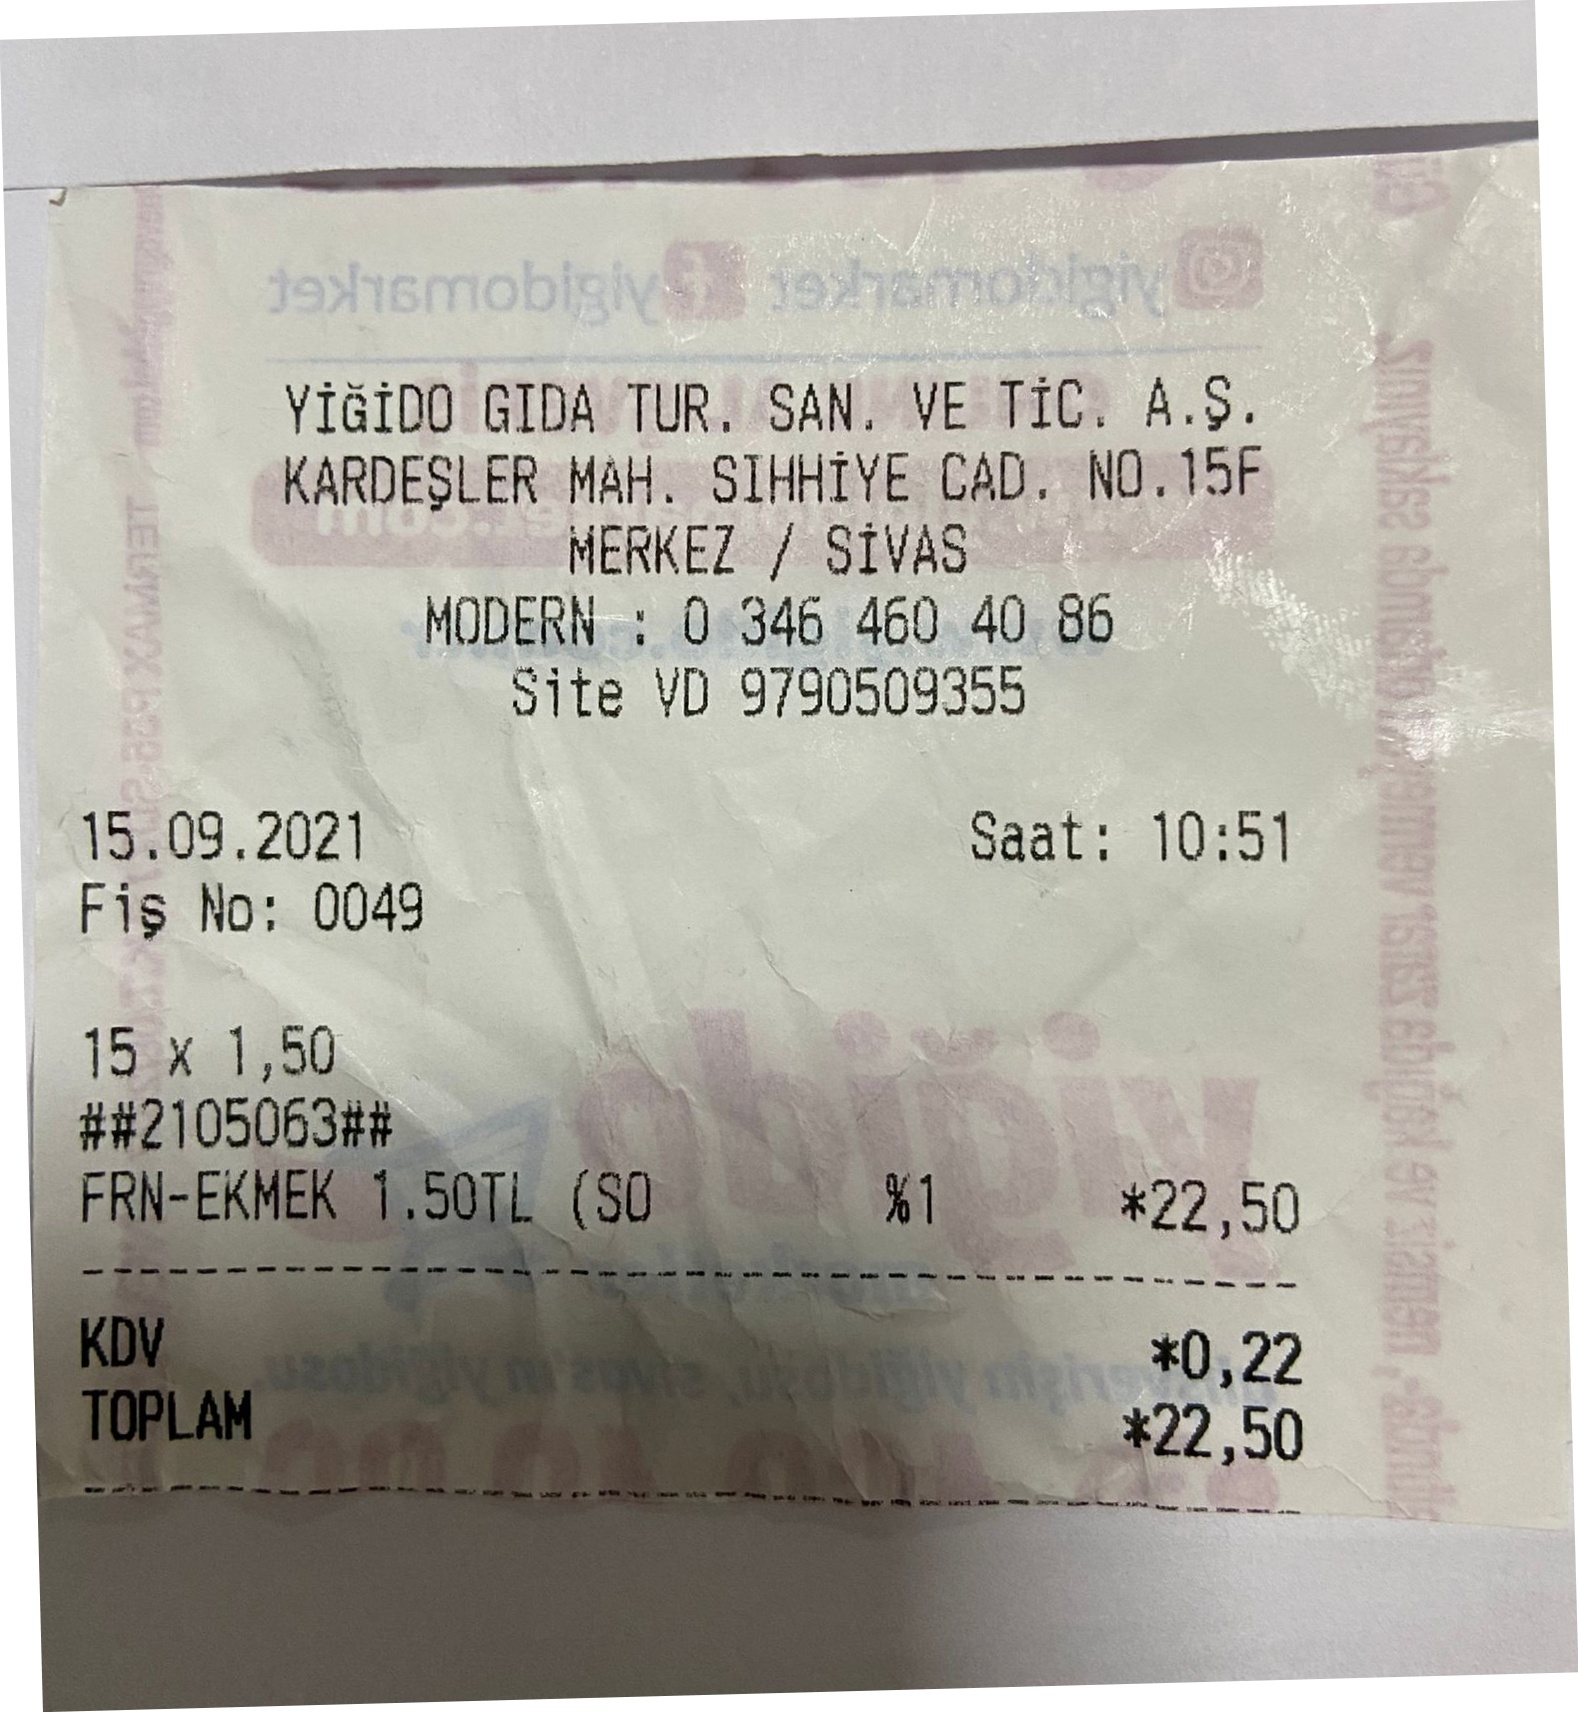 yigidomarket yigidomarket
YİĞİDO GIDA TUR. SAN. VE TİC. A.Ş.
KARDEŞLER MAH. SIHHİYE CAD. NO.15F
MERKEZ / SİVAS
MODERN : 0 346 460 40 86
Site VD 9790509355
15.09.2021 Saat: 10:51
Fiş No: 0049
15 x 1,50
##2105063##
FRN-EKMEK 1.50TL (SO %1 *22,50
KDV *0,22
TOPLAM *22,50
yiğido